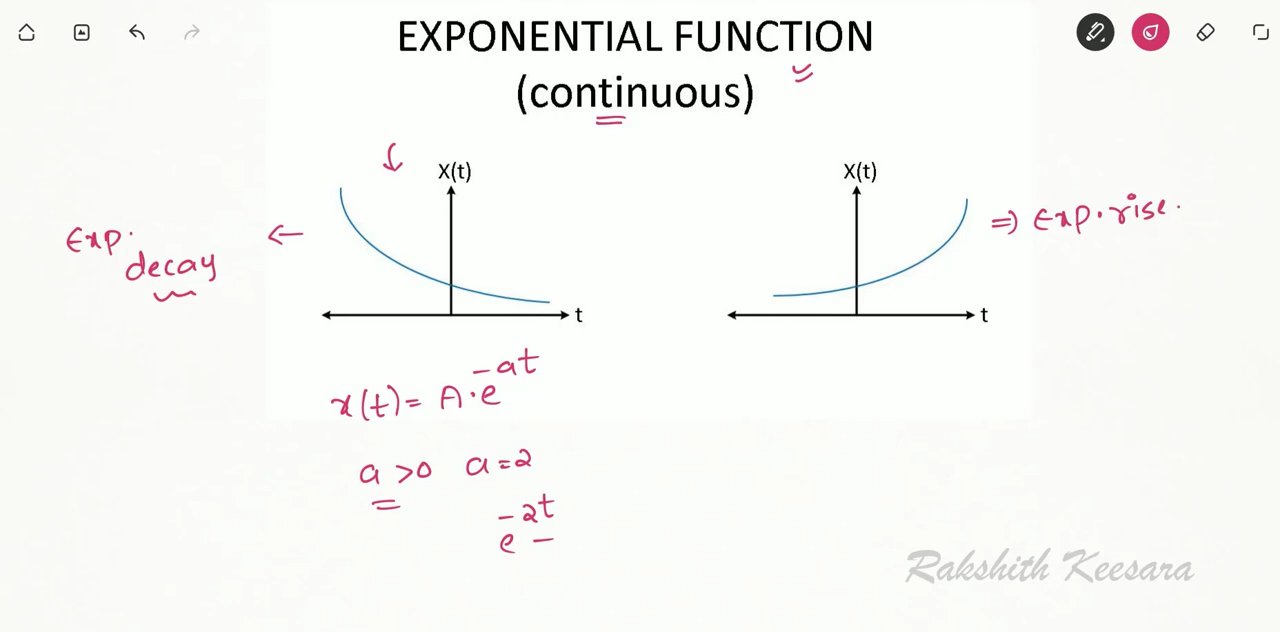 EXPONENTIAL FUNCTION
(continuous)
X(t)
X(t)
Exp.
decay
⇒ Exp. rise.
t
t
x(t) = A.e^-at
a >0 a=2
e^-2t
Rakshith Keesara